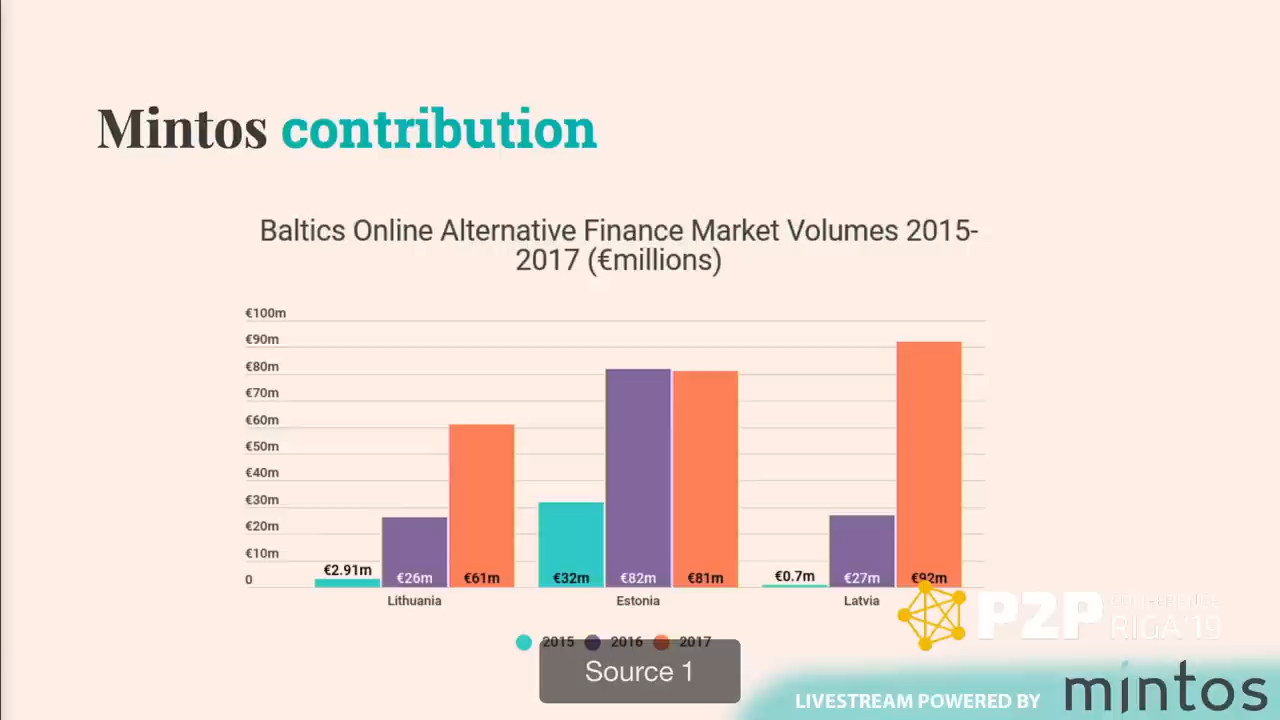 Mintos contribution
Baltics Online Alternative Finance Market Volumes 2015-
2017 (€millions)
€100m
€90m
€80m
€70m
€60m
€50m
€40m
€30m
€20m
€10m
0
€2.91m
€26m
€61m
€32m
€82m
€81m
€0.7m
€27m
€92m
Lithuania
Estonia
Latvia
2015
2016
2017
Source 1
P2P
CONFERENCE
RIGA'19
LIVESTREAM POWERED BY
mintos